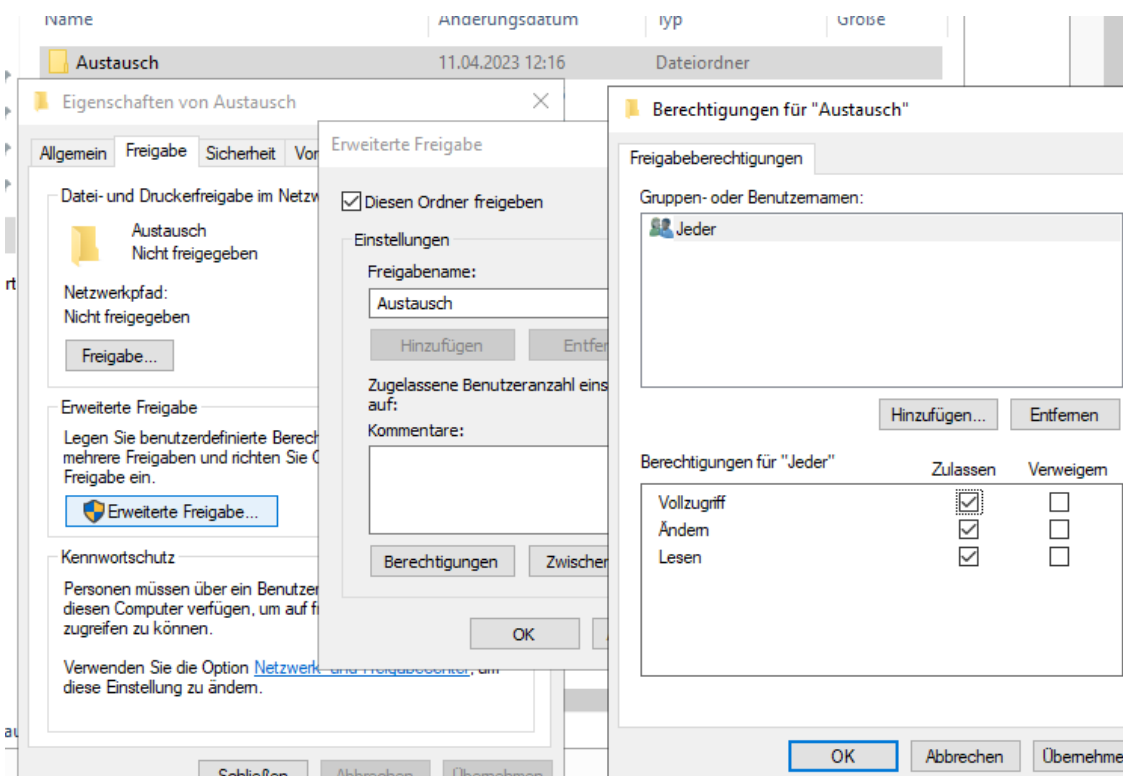 Name Änderungsdatum Typ Größe
Austausch 11.04.2023 12:16 Dateiordner
Eigenschaften von Austausch
Allgemein Freigabe Sicherheit Vor
Datei- und Druckerfreigabe im Netzw
Austausch
Nicht freigegeben
Netzwerkpfad:
Nicht freigegeben
Freigabe...
Erweiterte Freigabe
Legen Sie benutzerdefinierte Berech
mehrere Freigaben und richten Sie
Freigabe ein.
Erweiterte Freigabe...
Kennwortschutz
Personen müssen über ein Benutzer
diesen Computer verfügen, um auf
zugreifen zu können.
Verwenden Sie die Option Netzwerk- und Freigabecenter, um
diese Einstellung zu ändern.
Schließen Abbrechen Übernehmen
Erweiterte Freigabe
Diesen Ordner freigeben
Einstellungen
Freigabename:
Austausch
Hinzufügen Entfer
Zugelassene Benutzeranzahl eins
auf:
Kommentare:
Berechtigungen Zwischer
OK
Berechtigungen für "Austausch"
Freigabeberechtigungen
Gruppen- oder Benutzernamen:
Jeder
Hinzufügen... Entfernen
Berechtigungen für "Jeder" Zulassen Verweigern
Vollzugriff
Ändern
Lesen
OK Abbrechen Übernehme